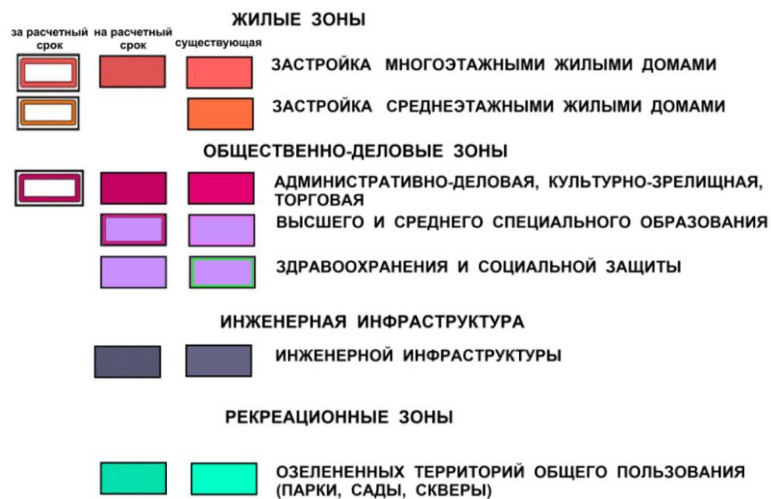 ЖИЛЫЕ ЗОНЫ
за расчетный срок
на расчетный срок
существующая
ЗАСТРОЙКА МНОГОЭТАЖНЫМИ ЖИЛЫМИ ДОМАМИ
ЗАСТРОЙКА СРЕДНЕЭТАЖНЫМИ ЖИЛЫМИ ДОМАМИ
ОБЩЕСТВЕННО-ДЕЛОВЫЕ ЗОНЫ
АДМИНИСТРАТИВНО-ДЕЛОВАЯ, КУЛЬТУРНО-ЗРЕЛИЩНАЯ,
ТОРГОВАЯ
ВЫСШЕГО И СРЕДНЕГО СПЕЦИАЛЬНОГО ОБРАЗОВАНИЯ
ЗДРАВООХРАНЕНИЯ И СОЦИАЛЬНОЙ ЗАЩИТЫ
ИНЖЕНЕРНАЯ ИНФРАСТРУКТУРА
ИНЖЕНЕРНОЙ ИНФРАСТРУКТУРЫ
РЕКРЕАЦИОННЫЕ ЗОНЫ
ОЗЕЛЕНЕННЫХ ТЕРРИТОРИЙ ОБЩЕГО ПОЛЬЗОВАНИЯ
(ПАРКИ, САДЫ, СКВЕРЫ)